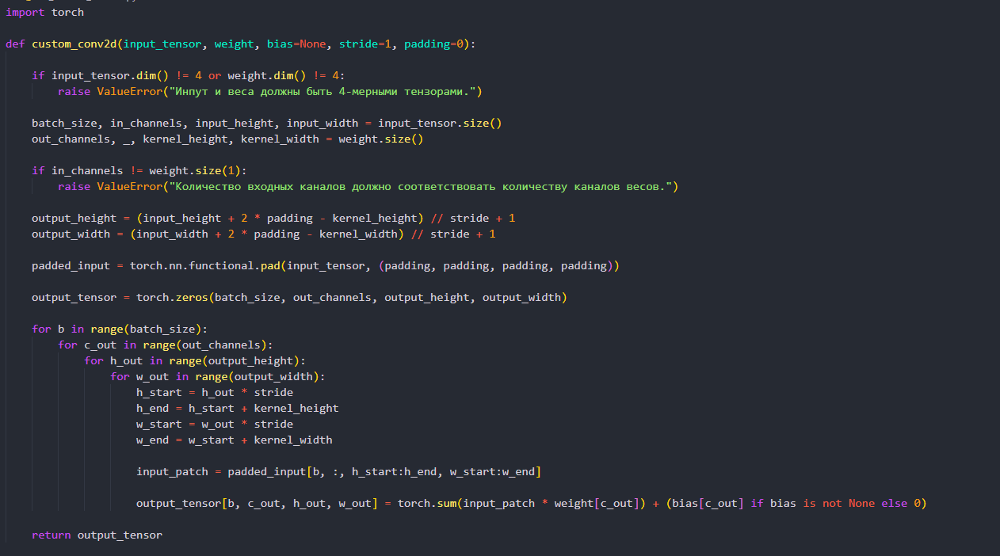 import torch
def custom_conv2d(input_tensor, weight, bias=None, stride=1, padding=0):
    if input_tensor.dim() != 4 or weight.dim() != 4:
        raise ValueError("Инпут и веса должны быть 4-мерными тензорами.")
    batch_size, in_channels, input_height, input_width = input_tensor.size()
    out_channels, _, kernel_height, kernel_width = weight.size()
    if in_channels != weight.size(1):
        raise ValueError("Количество входных каналов должно соответствовать количеству каналов весов.")
    output_height = (input_height + 2 * padding - kernel_height) // stride + 1
    output_width = (input_width + 2 * padding - kernel_width) // stride + 1
    padded_input = torch.nn.functional.pad(input_tensor, (padding, padding, padding, padding))
    output_tensor = torch.zeros(batch_size, out_channels, output_height, output_width)
    for b in range(batch_size):
        for c_out in range(out_channels):
            for h_out in range(output_height):
                for w_out in range(output_width):
                    h_start = h_out * stride
                    h_end = h_start + kernel_height
                    w_start = w_out * stride
                    w_end = w_start + kernel_width
                    input_patch = padded_input[b, :, h_start:h_end, w_start:w_end]
                    output_tensor[b, c_out, h_out, w_out] = torch.sum(input_patch * weight[c_out]) + (bias[c_out] if bias is not None else 0)
    return output_tensor